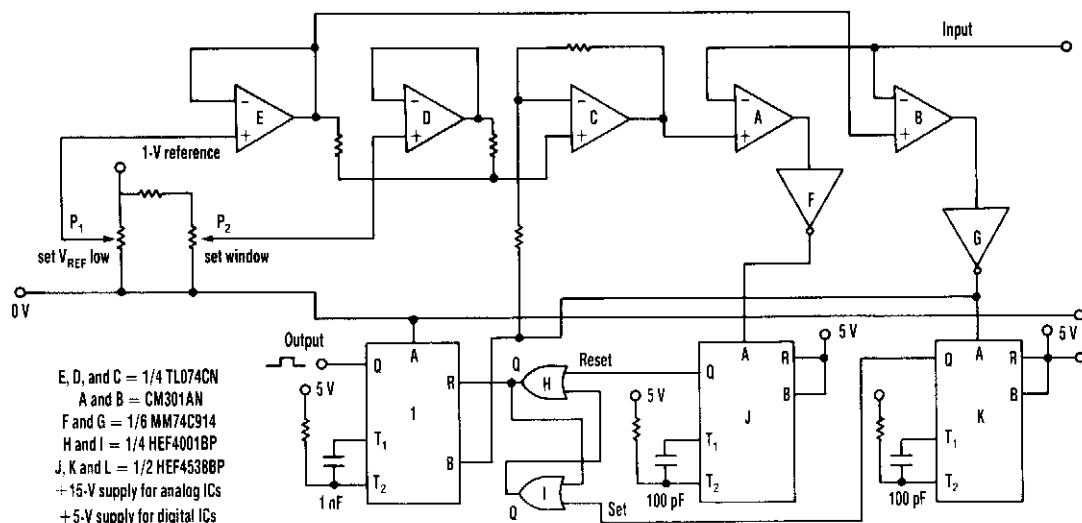 Input
E
D
C
A
B
- + - + - + - + - +
1-V reference
P1
set VREF low
P2
set window
F
G
0 V
Output
5 V
Q
A
R
1
T1
T2
B
1 nF
Q
H
Reset
I
Q
Set
5 V
5 V
A
Q
R
B
J
T1
T2
100 pF
5 V
A
Q
R
B
K
T1
T2
100 pF
E, D, and C = 1/4 TL074CN
A and B = CM301AN
F and G = 1/6 MM74C914
H and I = 1/4 HEF4001BP
J, K and L = 1/2 HEF4538BBP
+15-V supply for analog ICs
+5-V supply for digital ICs